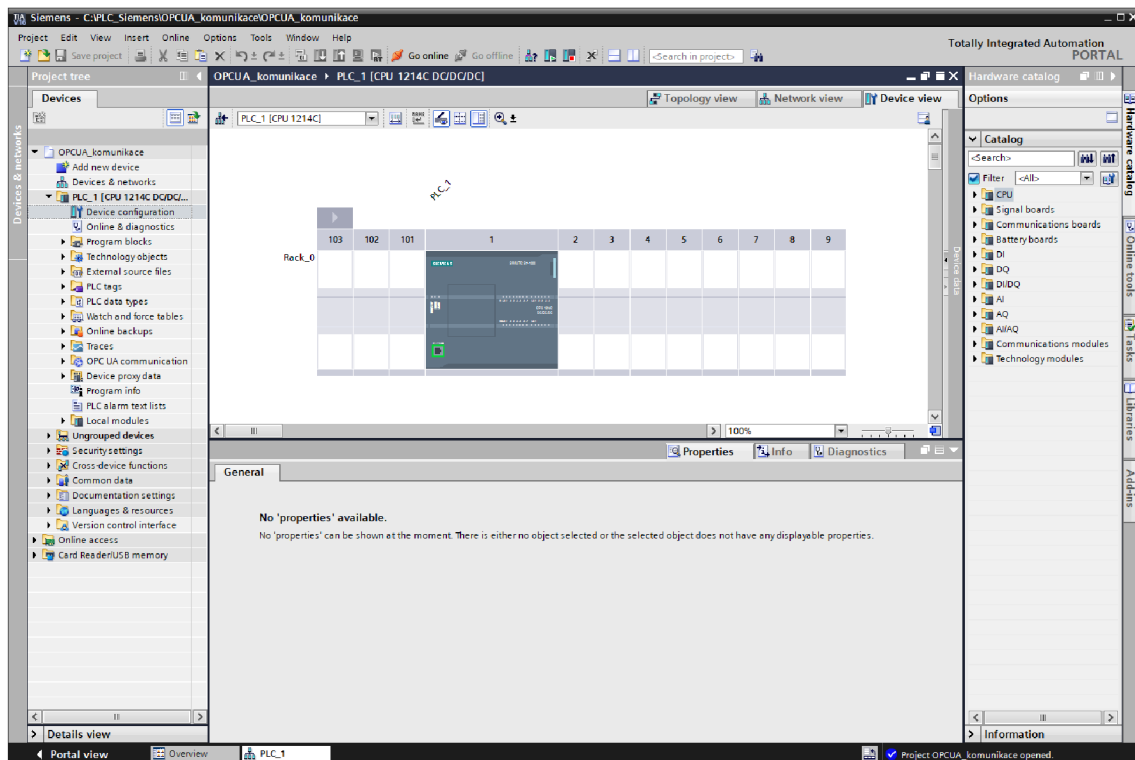 Siemens - C:\PLC_Siemens\OPCUA_komunikace\OPCUA_komunikace
Project Edit View Insert Online Options Tools Window Help
Totally Integrated Automation
PORTAL
Save project
Go online
Go offline
<Search in project>
Project tree
OPCUA_komunikace PLC_1 [CPU 1214C DC/DC/DC]
Hardware catalog
Devices
Topology view
Network view
Device view
Options
PLC_1 [CPU 1214C]
Devices & networks
OPCUA_komunikace
Add new device
Devices & networks
PLC_1 [CPU 1214C DC/DC/...
Device configuration
Online & diagnostics
Program blocks
Technology objects
External source files
PLC tags
PLC data types
Watch and force tables
Online backups
Traces
OPC UA communication
Device proxy data
Program info
PLC alarm text lists
Local modules
Ungrouped devices
Security settings
Cross-device functions
Common data
Documentation settings
Languages & resources
Version control interface
Online access
Card Reader/USB memory
Details view
PLC_1
103 102 101 1 2 3 4 5 6 7 8 9
Rack_0
SIEMENS
Device data
100%
Properties
Info
Diagnostics
General
No 'properties' available.
No 'properties' can be shown at the moment. There is either no object selected or the selected object does not have any displayable properties.
Catalog
<Search>
Filter <All>
CPU
Signal boards
Communications boards
Battery boards
DI
DQ
DI/DQ
AI
AQ
AI/AQ
Communications modules
Technology modules
Information
Hardware catalog
Online tools
Tasks
Libraries
Add-ins
Portal view
Overview
PLC_1
Project OPCUA_komunikace opened.